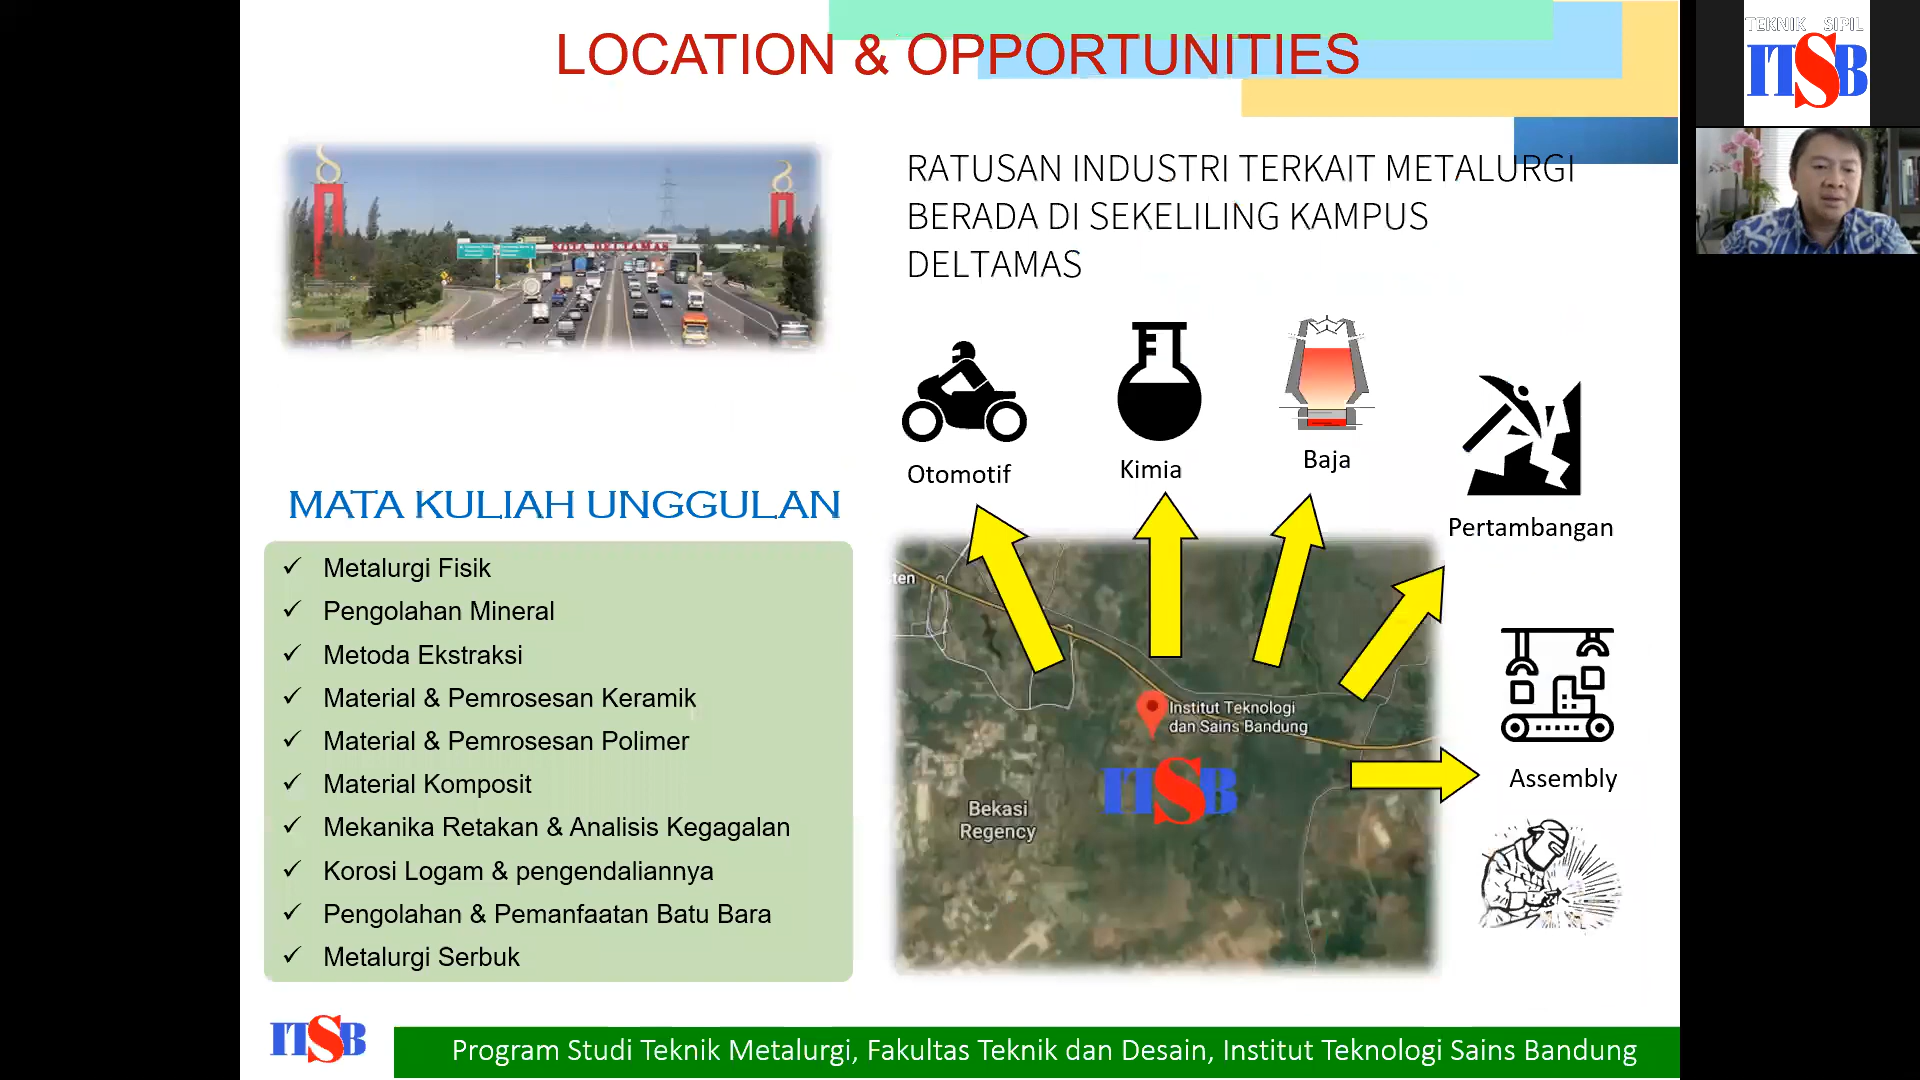 LOCATION & OPPORTUNITIES
TEKNIK SIPIL
ITSB
KOTA DELTAMAS
RATUSAN INDUSTRI TERKAIT METALURGI
BERADA DI SEKELILING KAMPUS
DELTAMAS
Otomotif
Kimia
Baja
Pertambangan
Assembly
MATA KULIAH UNGGULAN
✓ Metalurgi Fisik
✓ Pengolahan Mineral
✓ Metoda Ekstraksi
✓ Material & Pemrosesan Keramik
✓ Material & Pemrosesan Polimer
✓ Material Komposit
✓ Mekanika Retakan & Analisis Kegagalan
✓ Korosi Logam & pengendaliannya
✓ Pengolahan & Pemanfaatan Batu Bara
✓ Metalurgi Serbuk
ten
Institut Teknologi
dan Sains Bandung
ITSB
Bekasi
Regency
ITSB
Program Studi Teknik Metalurgi, Fakultas Teknik dan Desain, Institut Teknologi Sains Bandung